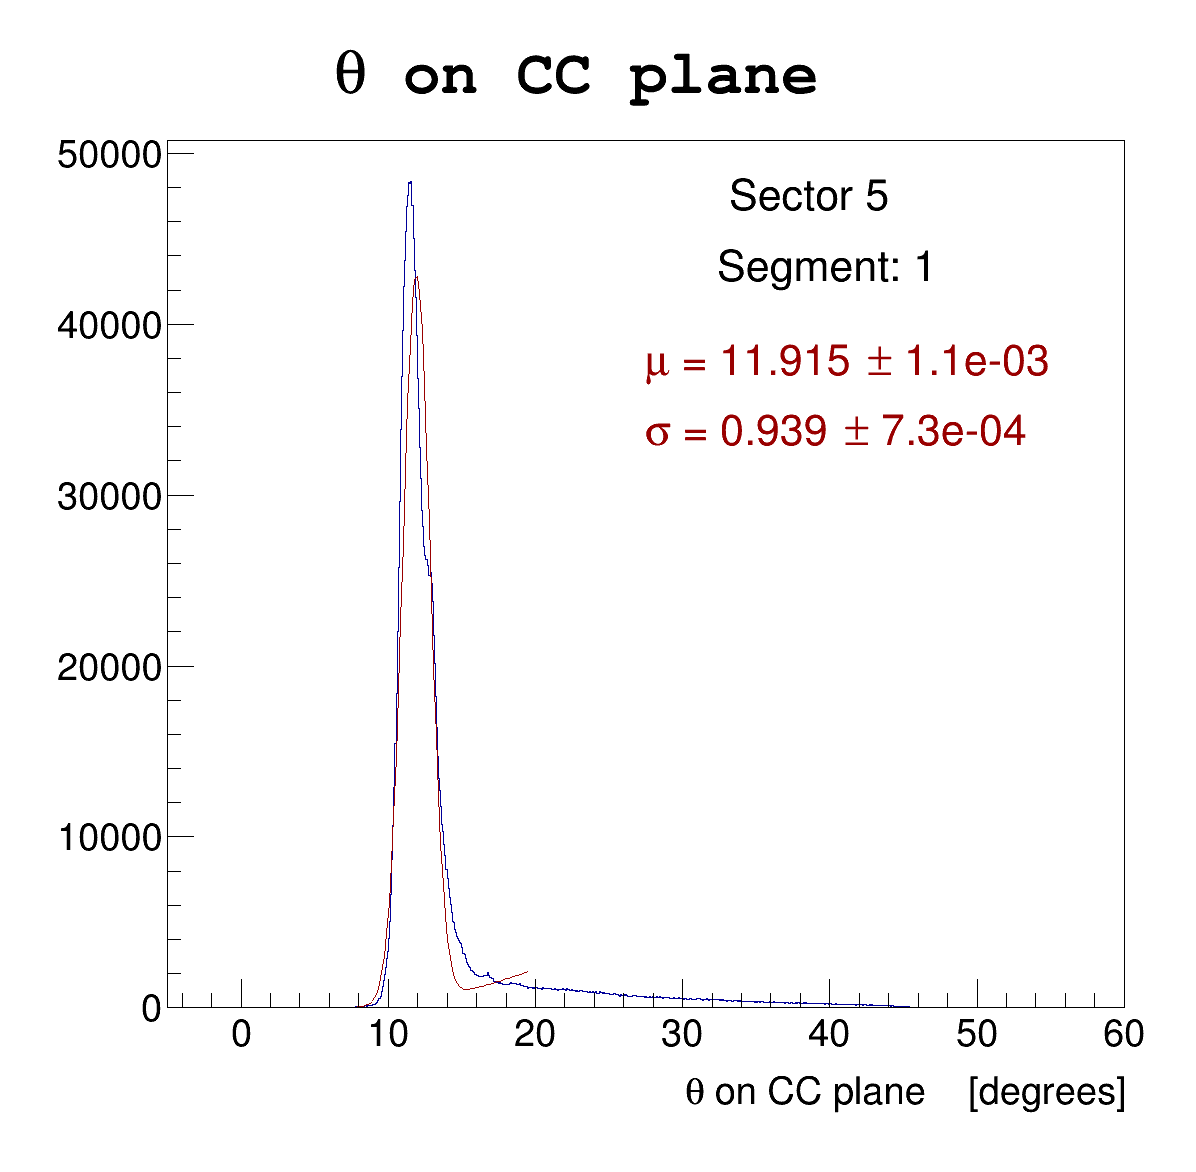 θ on CC plane
50000
40000
30000
20000
10000
0
Sector 5
Segment: 1
μ = 11.915 ± 1.1e-03
σ = 0.939 ± 7.3e-04
0 10 20 30 40 50 60
θ on CC plane [degrees]